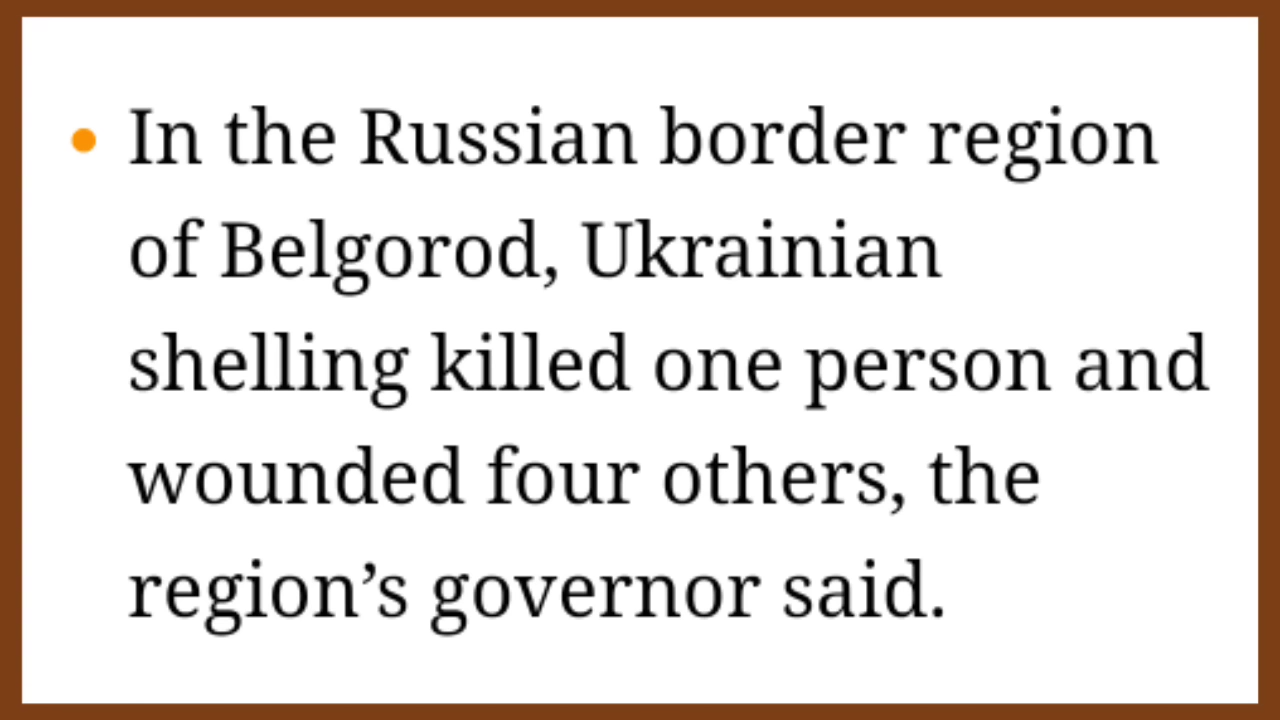 • In the Russian border region
of Belgorod, Ukrainian
shelling killed one person and
wounded four others, the
region’s governor said.